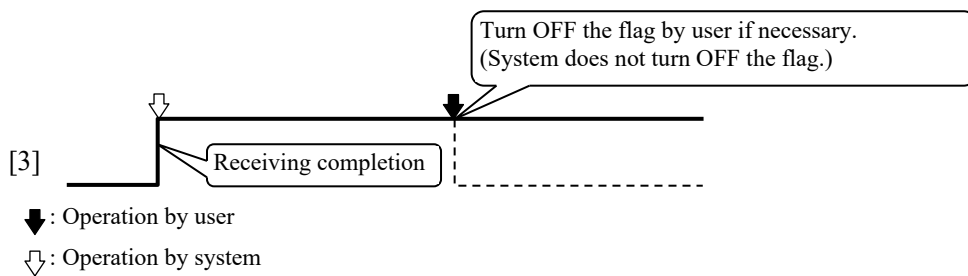 Turn OFF the flag by user if necessary.
(System does not turn OFF the flag.)
[3]
Receiving completion
: Operation by user
: Operation by system